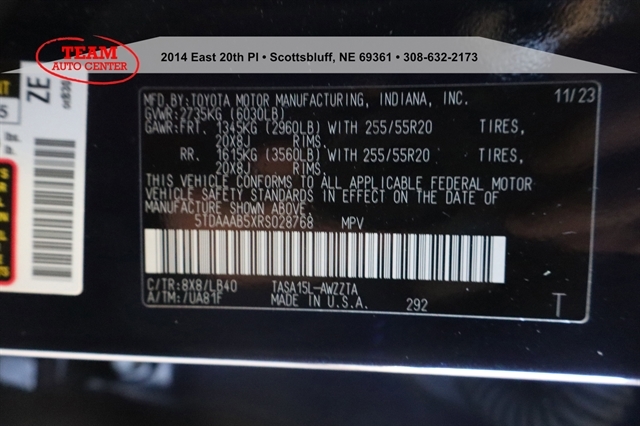 TEAM
AUTO CENTER
2014 East 20th Pl • Scottsbluff, NE 69361 • 308-632-2173
ZE
MFD.BY:TOYOTA MOTOR MANUFACTURING, INDIANA, INC. 11/23
GVWR:2735KG (6030LB)
GAWR:FRT. 1345KG (2960LB) WITH 255/55R20 TIRES,
20X8J RIMS.
RR. 1615KG (3560LB) WITH 255/55R20 TIRES,
20X8J RIMS.
THIS VEHICLE CONFORMS TO ALL APPLICABLE FEDERAL MOTOR
VEHICLE SAFETY STANDARDS IN EFFECT ON THE DATE OF
MANUFACTURE SHOWN ABOVE.
5TDAAAB5XRS028768 MPV
C/TR:8X8/LB40 TASA15L-AWZZTA
A/TM:/UA81F MADE IN U.S.A. 292 T